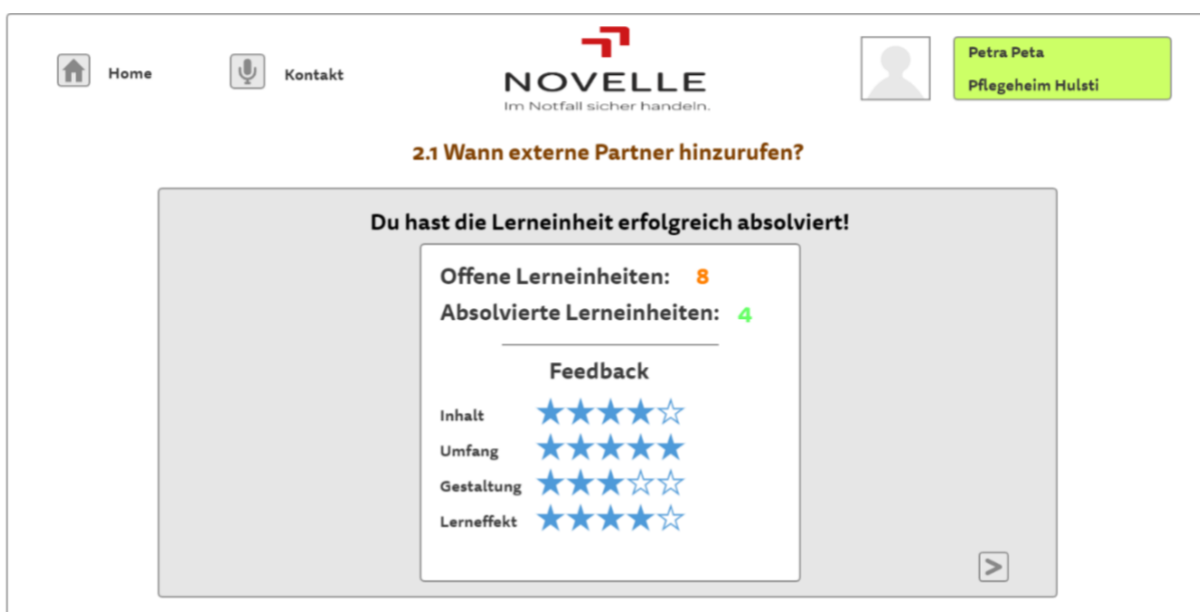 Home
Kontakt
NOVELLE
Im Notfall sicher handeln.
Petra Peta
Pflegeheim Hulsti
2.1 Wann externe Partner hinzurufen?
Du hast die Lerneinheit erfolgreich absolviert!
Offene Lerneinheiten: 8
Absolvierte Lerneinheiten: 4
Feedback
Inhalt
Umfang
Gestaltung
Lerneffekt
>